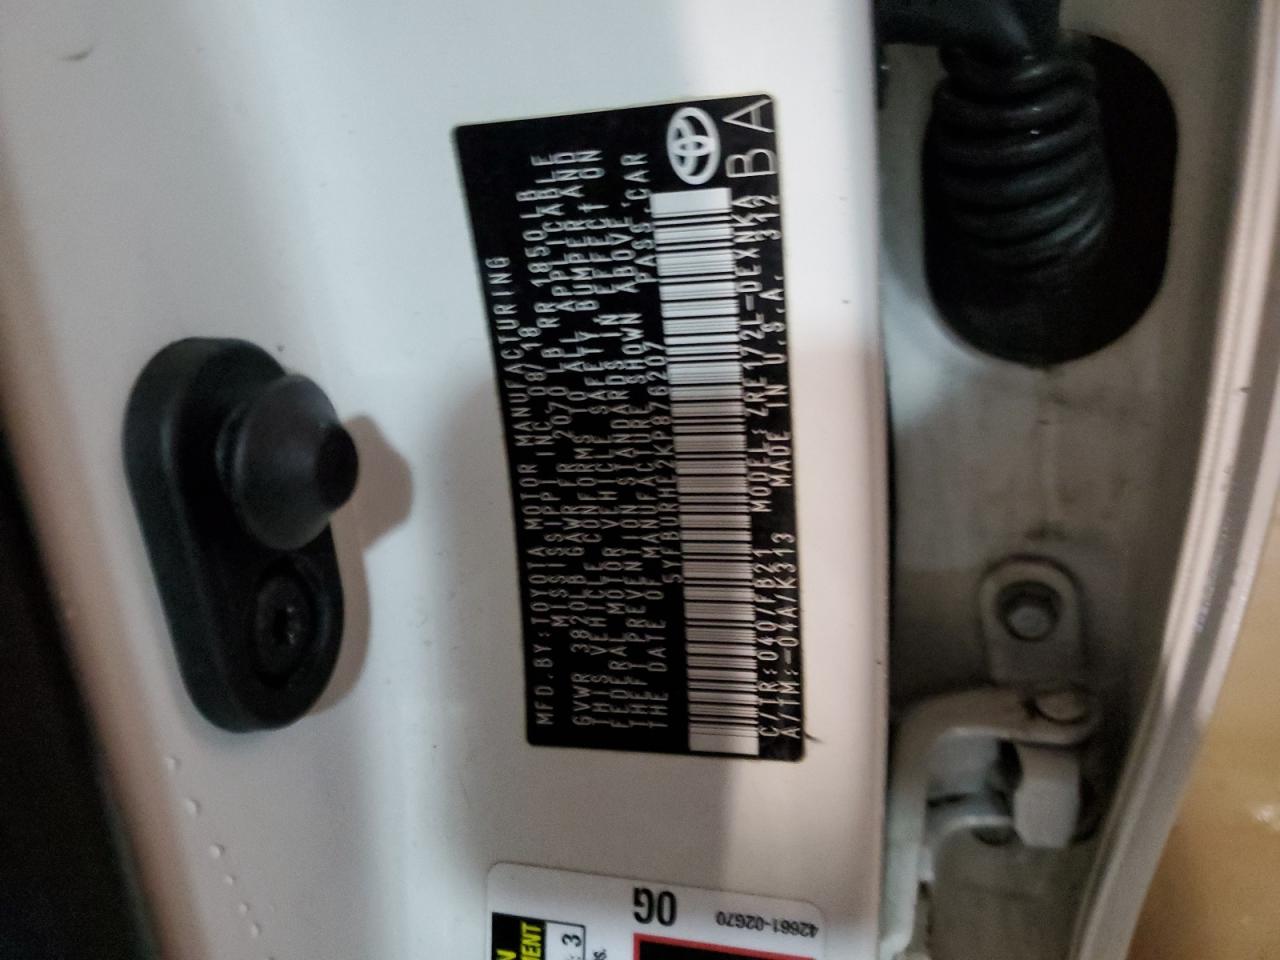 MFD.BY:TOYOTA MOTOR MANUFACTURING
MISSISSIPPI INC.08/18
GVWR 3820LB GAWR FR 2070LB RR 1850LB
THIS VEHICLE CONFORMS TO ALL APPLICABLE
FEDERAL MOTOR VEHICLE SAFETY BUMPER AND
THEFT PREVENTION STANDARDS IN EFFECT ON
THE DATE OF MANUFACTURE SHOWN ABOVE.
5YFBURHE2KP876207 PASS.CAR
C/TR:040/FB21 MODEL:ZRE172L-DEXNKA
A/TM:-04A/K313 MADE IN U.S.A. 312 BA
0G
42661-02G70
3